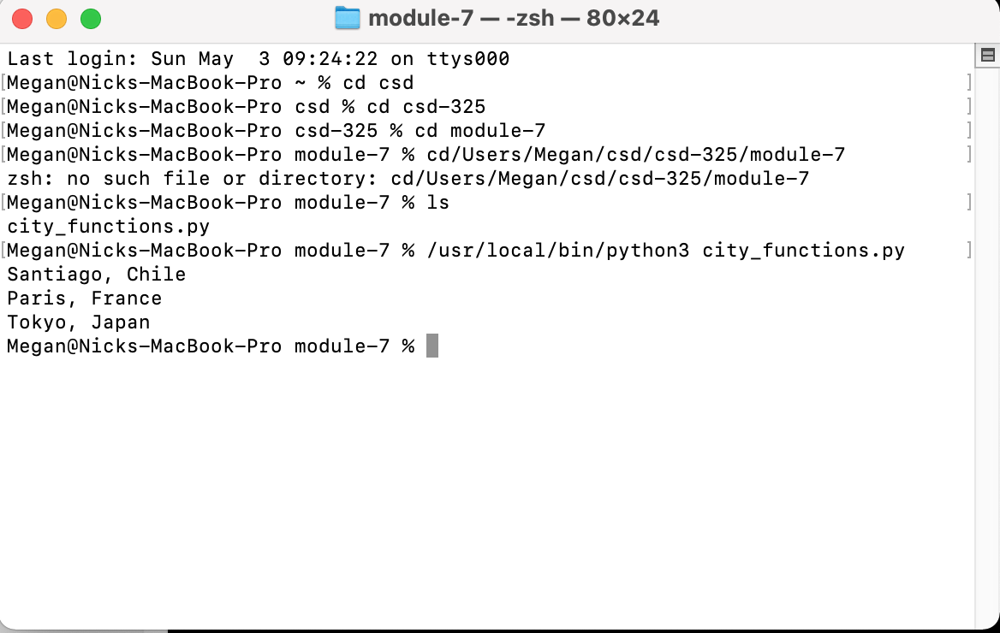 module-7 — -zsh — 80×24
Last login: Sun May  3 09:24:22 on ttys000
[Megan@Nicks-MacBook-Pro ~ % cd csd ]
[Megan@Nicks-MacBook-Pro csd % cd csd-325 ]
[Megan@Nicks-MacBook-Pro csd-325 % cd module-7 ]
[Megan@Nicks-MacBook-Pro module-7 % cd/Users/Megan/csd/csd-325/module-7 ]
zsh: no such file or directory: cd/Users/Megan/csd/csd-325/module-7
[Megan@Nicks-MacBook-Pro module-7 % ls ]
city_functions.py
[Megan@Nicks-MacBook-Pro module-7 % /usr/local/bin/python3 city_functions.py ]
Santiago, Chile
Paris, France
Tokyo, Japan
Megan@Nicks-MacBook-Pro module-7 %